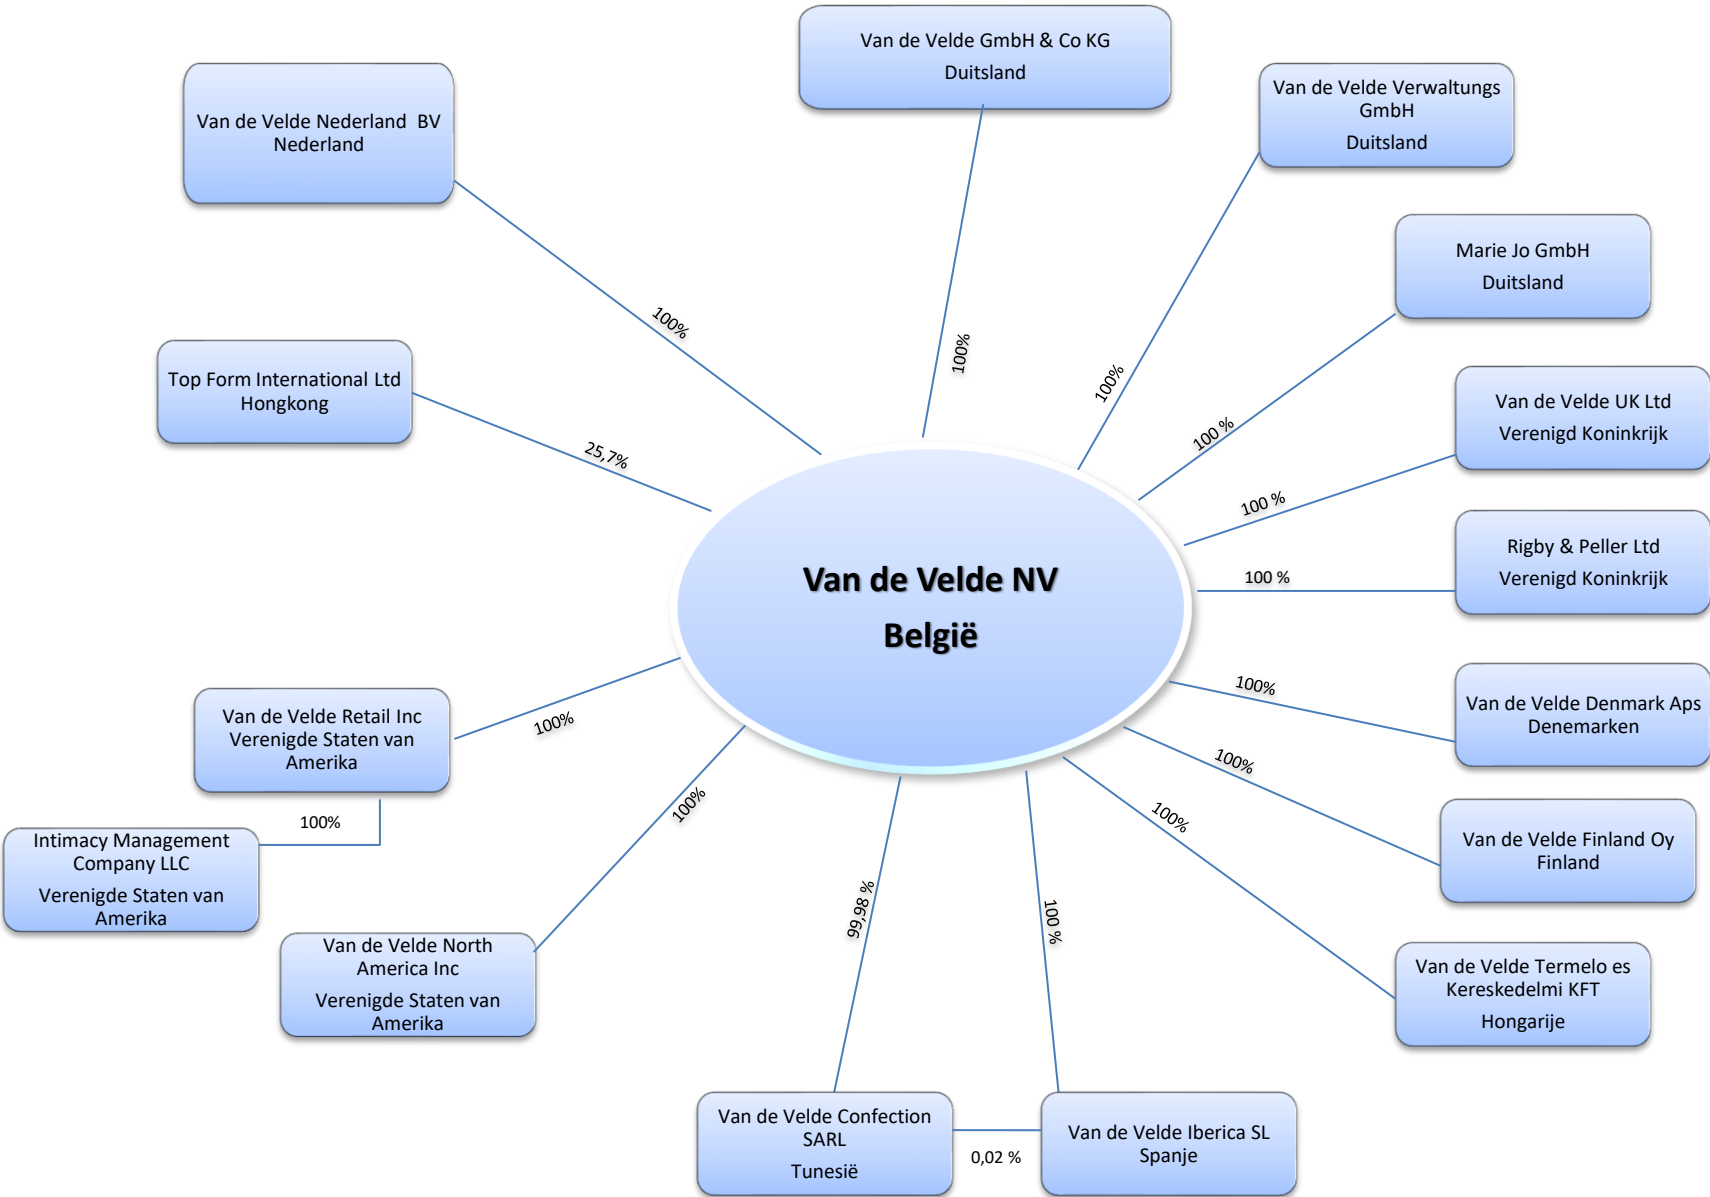 Van de Velde GmbH & Co KG
Duitsland
Van de Velde Nederland  BV
Nederland
Van de Velde Verwaltungs
GmbH
Duitsland
Marie Jo GmbH
Duitsland
Top Form International Ltd
Hongkong
Van de Velde UK Ltd
Verenigd Koninkrijk
Rigby & Peller Ltd
Verenigd Koninkrijk
100%
100%
100%
100 %
25,7%
100 %
100 %
Van de Velde NV
België
Van de Velde Retail Inc
Verenigde Staten van
Amerika
100%
100%
Van de Velde Denmark Aps
Denemarken
100%
Van de Velde Finland Oy
Finland
100%
Intimacy Management
Company LLC
Verenigde Staten van
Amerika
100%
100%
Van de Velde North
America Inc
Verenigde Staten van
Amerika
99,98 %
100 %
Van de Velde Termelo es
Kereskedelmi KFT
Hongarije
100%
Van de Velde Confection
SARL
Tunesië
0,02 %
Van de Velde Iberica SL
Spanje